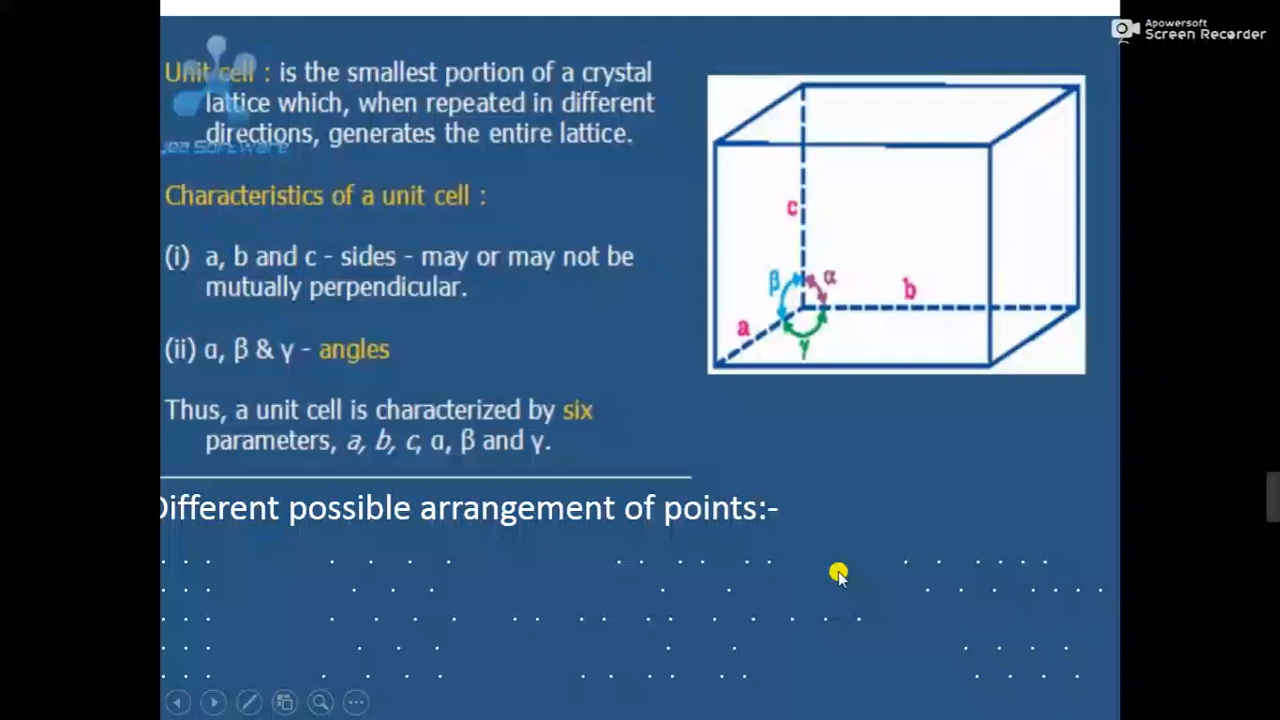 Apowersoft
Screen Recorder
Unit cell : is the smallest portion of a crystal
lattice which, when repeated in different
directions, generates the entire lattice.
Software
Characteristics of a unit cell :
(i) a, b and c - sides - may or may not be
mutually perpendicular.
(ii) α, β & γ - angles
Thus, a unit cell is characterized by six
parameters, a, b, c, α, β and γ.
c
β α
b
a
γ
Different possible arrangement of points:-